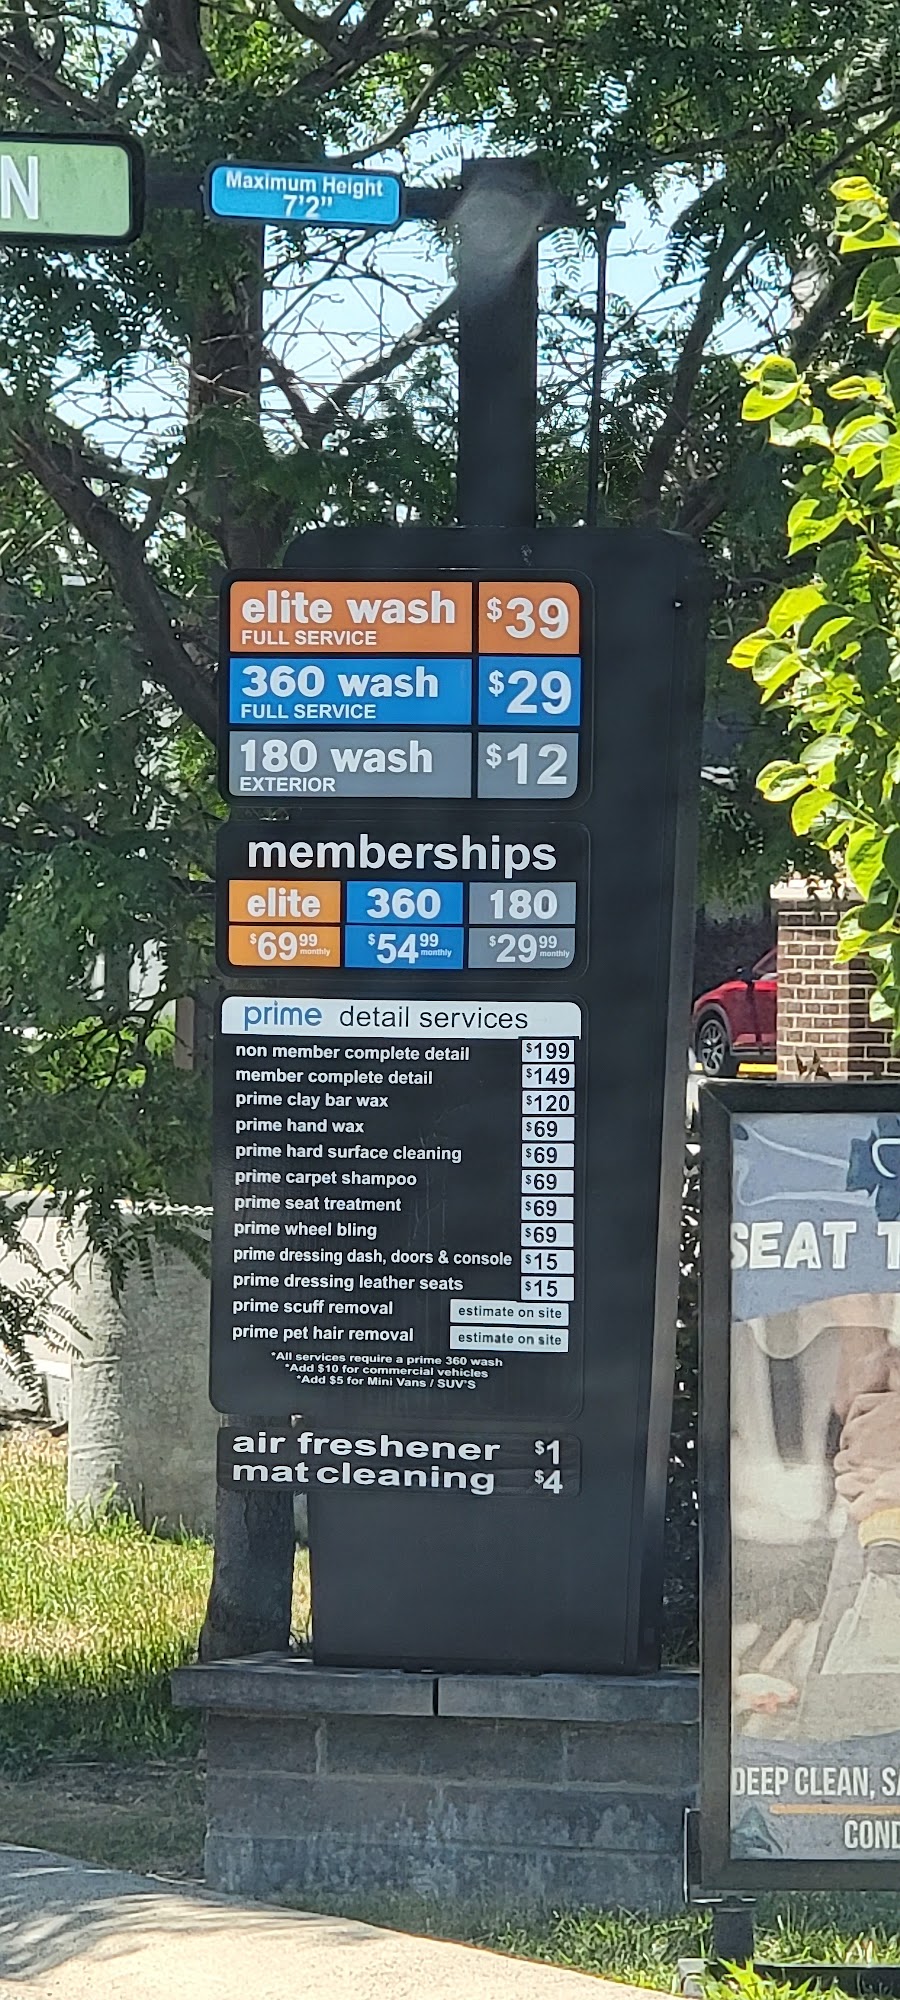 N
Maximum Height
7'2"
elite wash $39
FULL SERVICE
360 wash $29
FULL SERVICE
180 wash $12
EXTERIOR
memberships
elite 360 180
$69.99 monthly $54.99 monthly $29.99 monthly
prime detail services
non member complete detail $199
member complete detail $149
prime clay bar wax $120
prime hand wax $69
prime hard surface cleaning $69
prime carpet shampoo $69
prime seat treatment $69
prime wheel bling $69
prime dressing dash, doors & console $15
prime dressing leather seats $15
prime scuff removal estimate on site
prime pet hair removal estimate on site
*All services require a prime 360 wash
*Add $10 for commercial vehicles
*Add $5 for Mini Vans / SUV'S
air freshener $1
mat cleaning $4
SEAT T
DEEP CLEAN, SA
COND